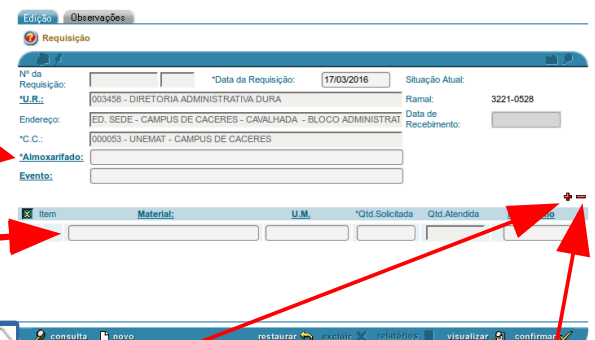 Edição Observações
Requisição
Nº da Requisição: *Data da Requisição: 17/03/2016 Situação Atual:
*U.R.: 003458 - DIRETORIA ADMINISTRATIVA DURA Ramal: 3221-0528
Endereço: ED. SEDE - CAMPUS DE CACERES - CAVALHADA - BLOCO ADMINISTRAT Data de Recebimento:
*C.C.: 000053 - UNEMAT - CAMPUS DE CACERES
*Almoxarifado:
Evento:
Item Material: U.M. *Qtd.Solicitada Qtd.Atendida
consulta novo restaurar excluir relatórios visualizar confirmar